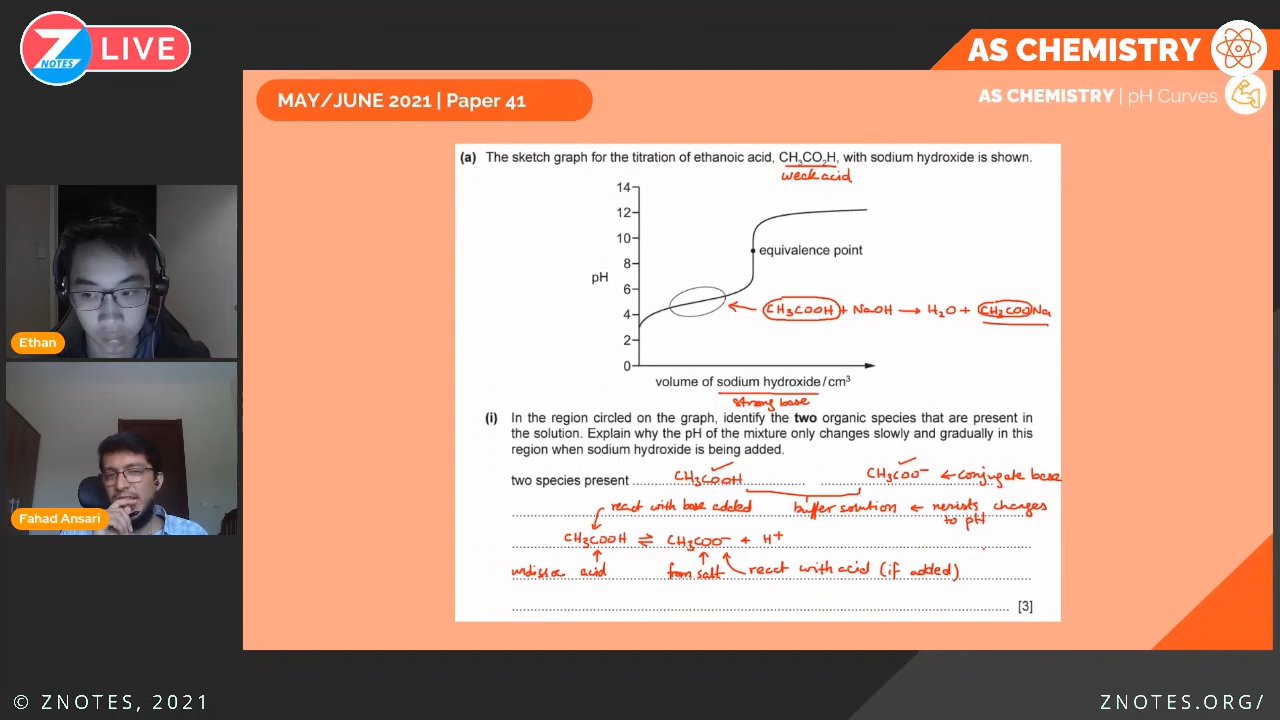 Z NOTES LIVE
AS CHEMISTRY
MAY/JUNE 2021 | Paper 41
AS CHEMISTRY | pH Curves
(a) The sketch graph for the titration of ethanoic acid, CH₃CO₂H, with sodium hydroxide is shown.
weak acid
14
12
10
equivalence point
8
pH
6
CH₃COOH + NaOH → H₂O + CH₃COONa
4
2
0
volume of sodium hydroxide / cm³
strong base
(i) In the region circled on the graph, identify the two organic species that are present in
the solution. Explain why the pH of the mixture only changes slowly and gradually in this
region when sodium hydroxide is being added.
two species present CH₃COOH CH₃COO⁻ ← conjugate base
react with base added buffer solution ← resists changes
to pH
CH₃COOH ⇌ CH₃COO⁻ + H⁺
acid from salt react with acid (if added)
[3]
Ethan
Fahad Ansari
© ZNOTES, 2021
ZNOTES.ORG/